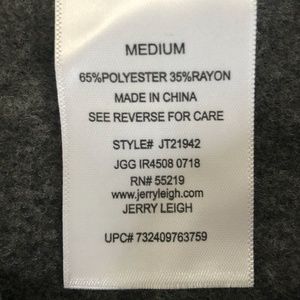 MEDIUM
65%POLYESTER 35%RAYON
MADE IN CHINA
SEE REVERSE FOR CARE
STYLE# JT21942
JGG IR4508 0718
RN# 55219
www.jerryleigh.com
JERRY LEIGH
UPC# 732409763759